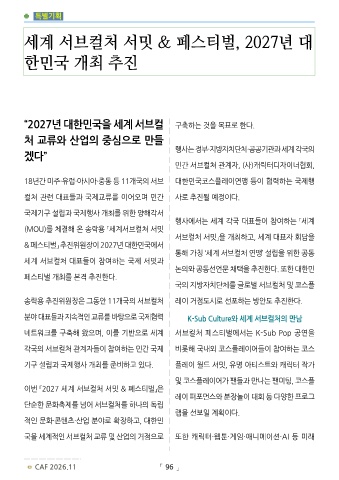 특별기획
세계 서브컬처 서밋 & 페스티벌, 2027년 대
한민국 개최 추진
"2027년 대한민국을 세계 서브컬
처 교류와 산업의 중심으로 만들
겠다"
18년간 미주·유럽·아시아·중동 등 11개국의 서브
컬처 관련 대표들과 국제교류를 이어오며 민간
국제기구 설립과 국제행사 개최를 위한 양해각서
(MOU)를 체결해 온 송락용 「세계서브컬처 서밋
& 페스티벌」 추진위원장이 2027년 대한민국에서
세계 서브컬처 대표들이 참여하는 국제 서밋과
페스티벌 개최를 본격 추진한다.
송락용 추진위원장은 그동안 11개국의 서브컬처
분야 대표들과 지속적인 교류를 바탕으로 국제협력
네트워크를 구축해 왔으며, 이를 기반으로 세계
각국의 서브컬처 관계자들이 참여하는 민간 국제
기구 설립과 국제행사 개최를 준비하고 있다.
이번 『2027 세계 서브컬처 서밋 & 페스티벌』은
단순한 문화축제를 넘어 서브컬처를 하나의 독립
적인 문화·콘텐츠·산업 분야로 확장하고, 대한민
국을 세계적인 서브컬처 교류 및 산업의 거점으로
구축하는 것을 목표로 한다.
행사는 정부·지방자치단체·공공기관과 세계 각국의
민간 서브컬처 관계자, (사)캐릭터디자이너협회,
대한민국코스플레이연맹 등이 협력하는 국제행
사로 추진될 예정이다.
행사에서는 세계 각국 대표들이 참여하는 「세계
서브컬처 서밋」을 개최하고, 세계 대표자 회담을
통해 가칭 '세계 서브컬처 연맹' 설립을 위한 공동
논의와 공동선언문 채택을 추진한다. 또한 대한민
국의 지방자치단체를 글로벌 서브컬처 및 코스플
레이 거점도시로 선포하는 방안도 추진한다.
K-Sub Culture와 세계 서브컬처의 만남
서브컬처 페스티벌에서는 K-Sub Pop 공연을
비롯해 국내외 코스플레이어들이 참여하는 코스
플레이 월드 서밋, 유명 아티스트와 캐릭터 작가
및 코스플레이어가 팬들과 만나는 팬미팅, 코스플
레이 퍼포먼스와 분장놀이 대회 등 다양한 프로그
램을 선보일 계획이다.
또한 캐릭터·웹툰·게임·애니메이션·AI 등 미래
CAF 2026.11
「 96 」